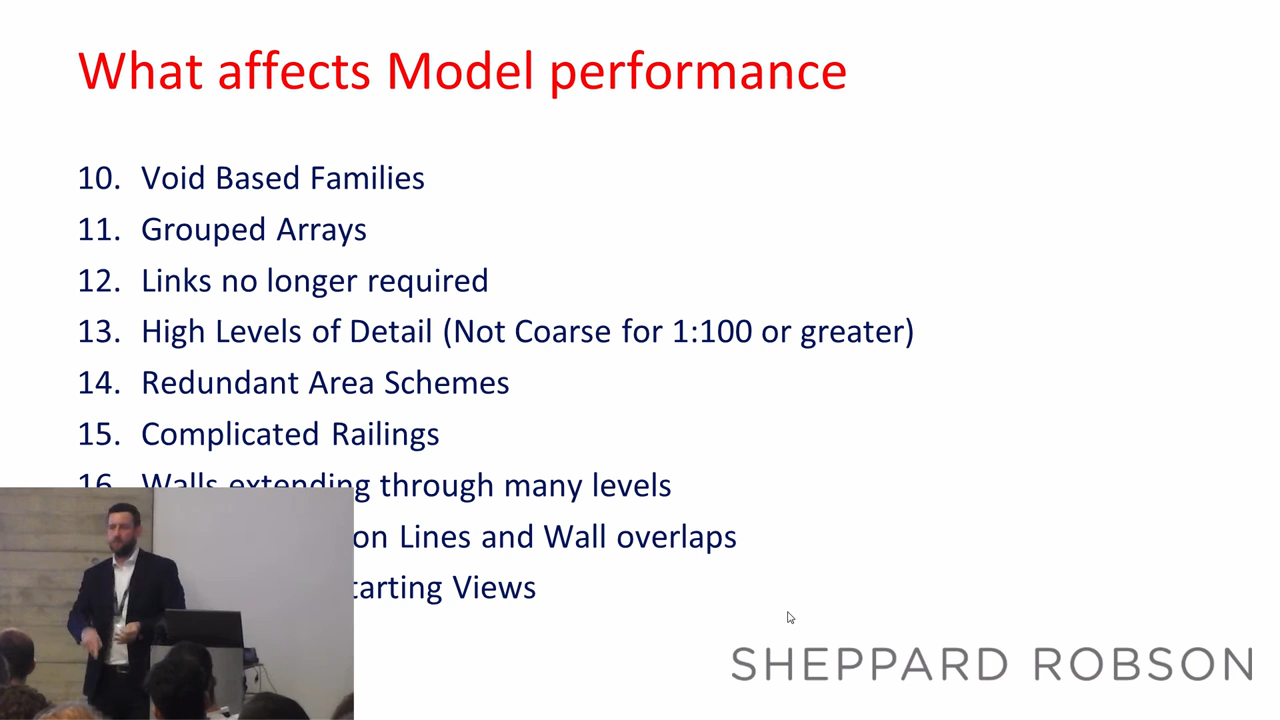 What affects Model performance
10. Void Based Families
11. Grouped Arrays
12. Links no longer required
13. High Levels of Detail (Not Coarse for 1:100 or greater)
14. Redundant Area Schemes
15. Complicated Railings
16. Walls extending through many levels
on Lines and Wall overlaps
tarting Views
SHEPPARD ROBSON